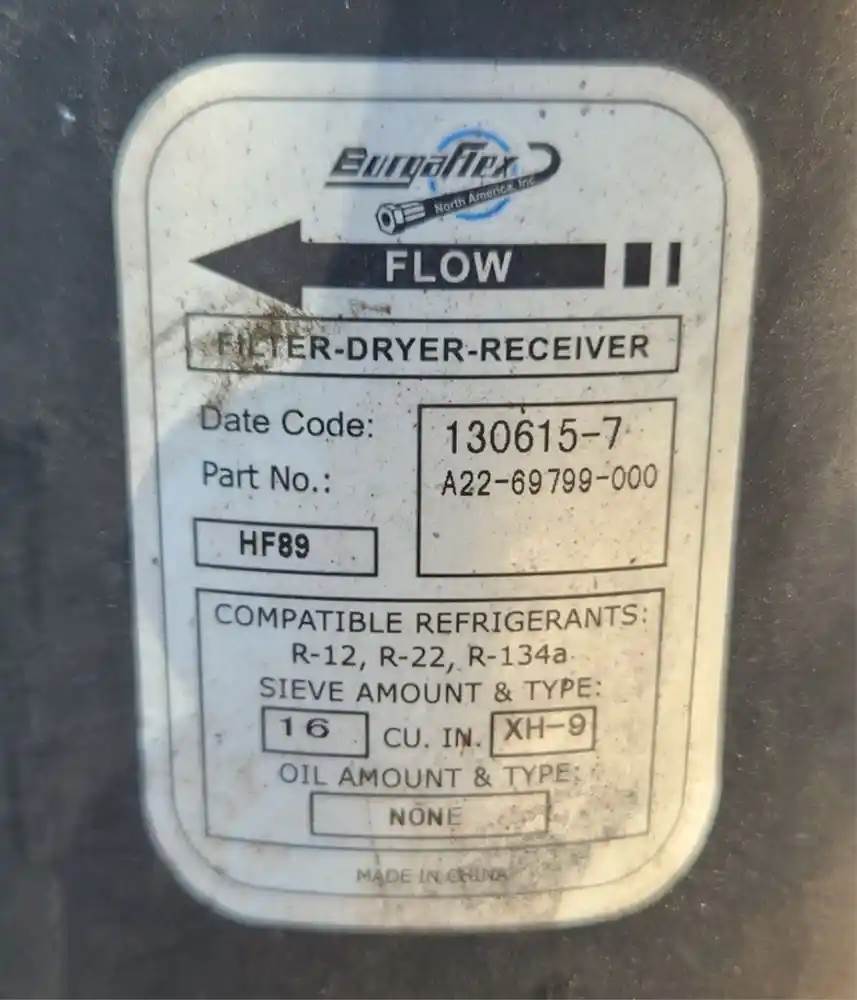 Burgaflex
North America, Inc.
FLOW
FILTER-DRYER-RECEIVER
Date Code: 130615-7
Part No.: A22-69799-000
HF89
COMPATIBLE REFRIGERANTS:
R-12, R-22, R-134a
SIEVE AMOUNT & TYPE:
16 CU. IN. XH-9
OIL AMOUNT & TYPE:
NONE
MADE IN CHINA